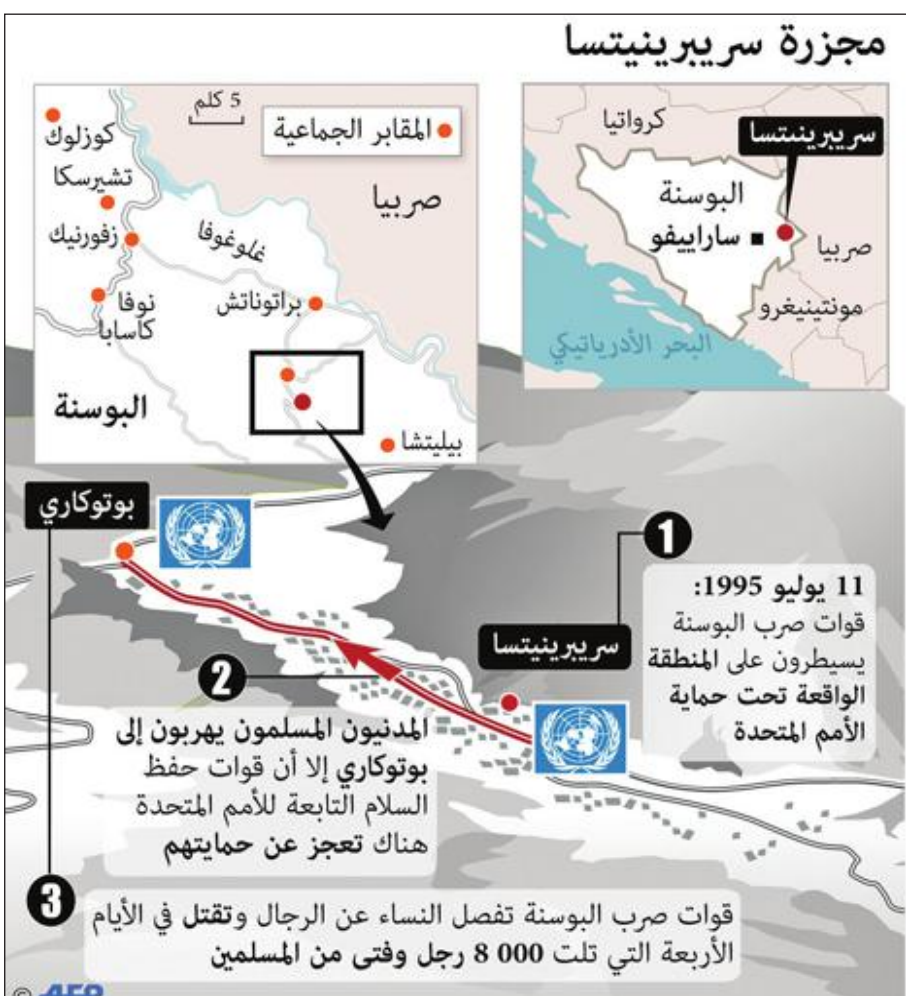 مجزرة سريبرينيتسا
كرواتيا
سريبرينيتسا
البوسنة
ساراييفو
صربيا
مونتينيغرو
البحر الأدرياتيكي
5 كلم
المقابر الجماعية
كوزلوك
تشيرسكا
صربيا
زفورنيك
غلوغوفا
نوفا
كاسابا
براتوناتش
البوسنة
بيليتشا
بوتوكاري
1
11 يوليو 1995:
قوات صرب البوسنة
يسيطرون على المنطقة
الواقعة تحت حماية
الأمم المتحدة
سريبرينيتسا
2
المدنيون المسلمون يهربون إلى
بوتوكاري إلا أن قوات حفظ
السلام التابعة للأمم المتحدة
هناك تعجز عن حمايتهم
3
قوات صرب البوسنة تفصل النساء عن الرجال وتقتل في الأيام
الأربعة التي تلت 000 8 رجل وفتى من المسلمين
© AFP